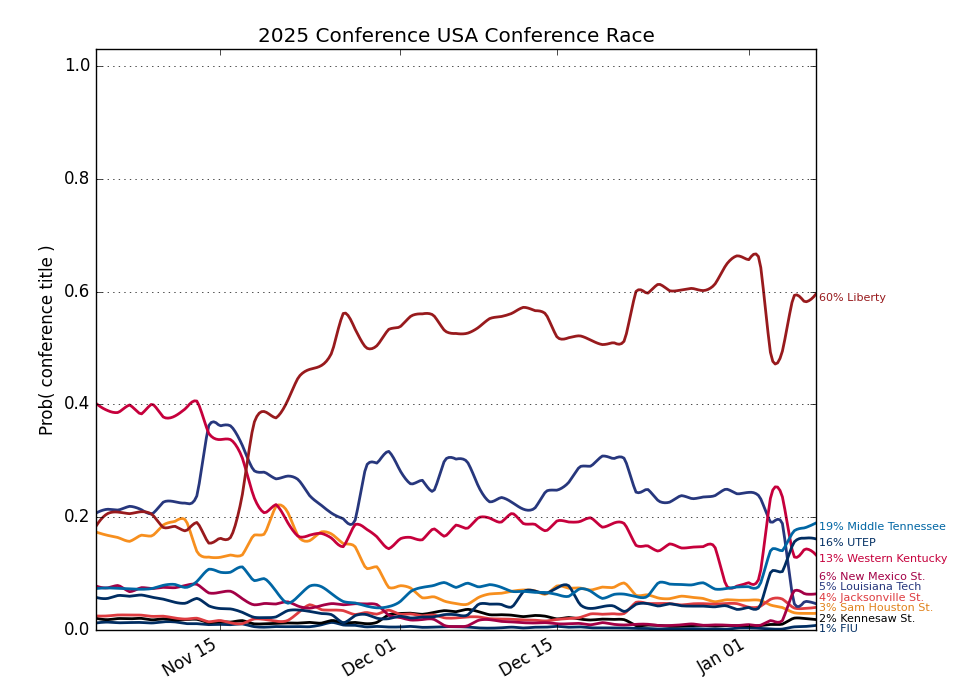 2025 Conference USA Conference Race
Prob( conference title )
1.0
0.8
0.6
0.4
0.2
0.0
Nov 15
Dec 01
Dec 15
Jan 01
60% Liberty
19% Middle Tennessee
16% UTEP
13% Western Kentucky
6% New Mexico St.
5% Louisiana Tech
4% Jacksonville St.
3% Sam Houston St.
2% Kennesaw St.
1% FIU